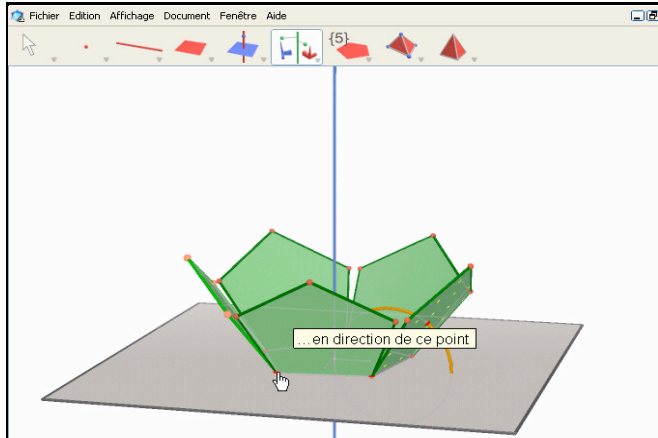 Fichier Edition Affichage Document Fenêtre Aide
{5}
...en direction de ce point